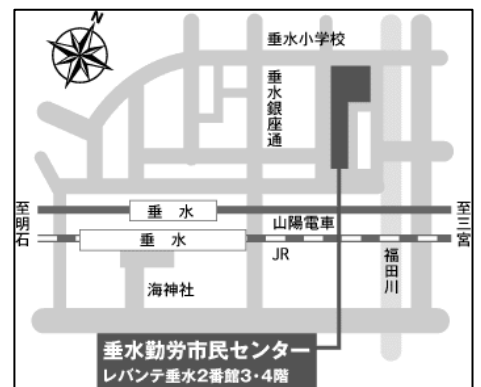 N
垂水小学校
垂水銀座通
至明石
垂水
山陽電車
至三宮
垂水
JR
福田川
海神社
垂水勤労市民センター
レバンテ垂水2番館3・4階